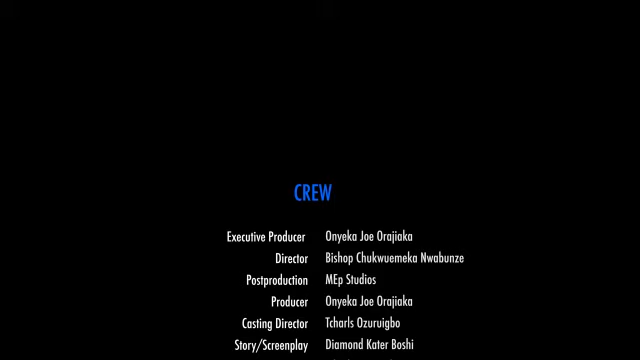 CREW
Executive Producer Onyeka Joe Orajiaka
Director Bishop Chukwuemeka Nwabunze
Postproduction MEp Studios
Producer Onyeka Joe Orajiaka
Casting Director Tcharls Ozuruigbo
Story/Screenplay Diamond Kater Boshi